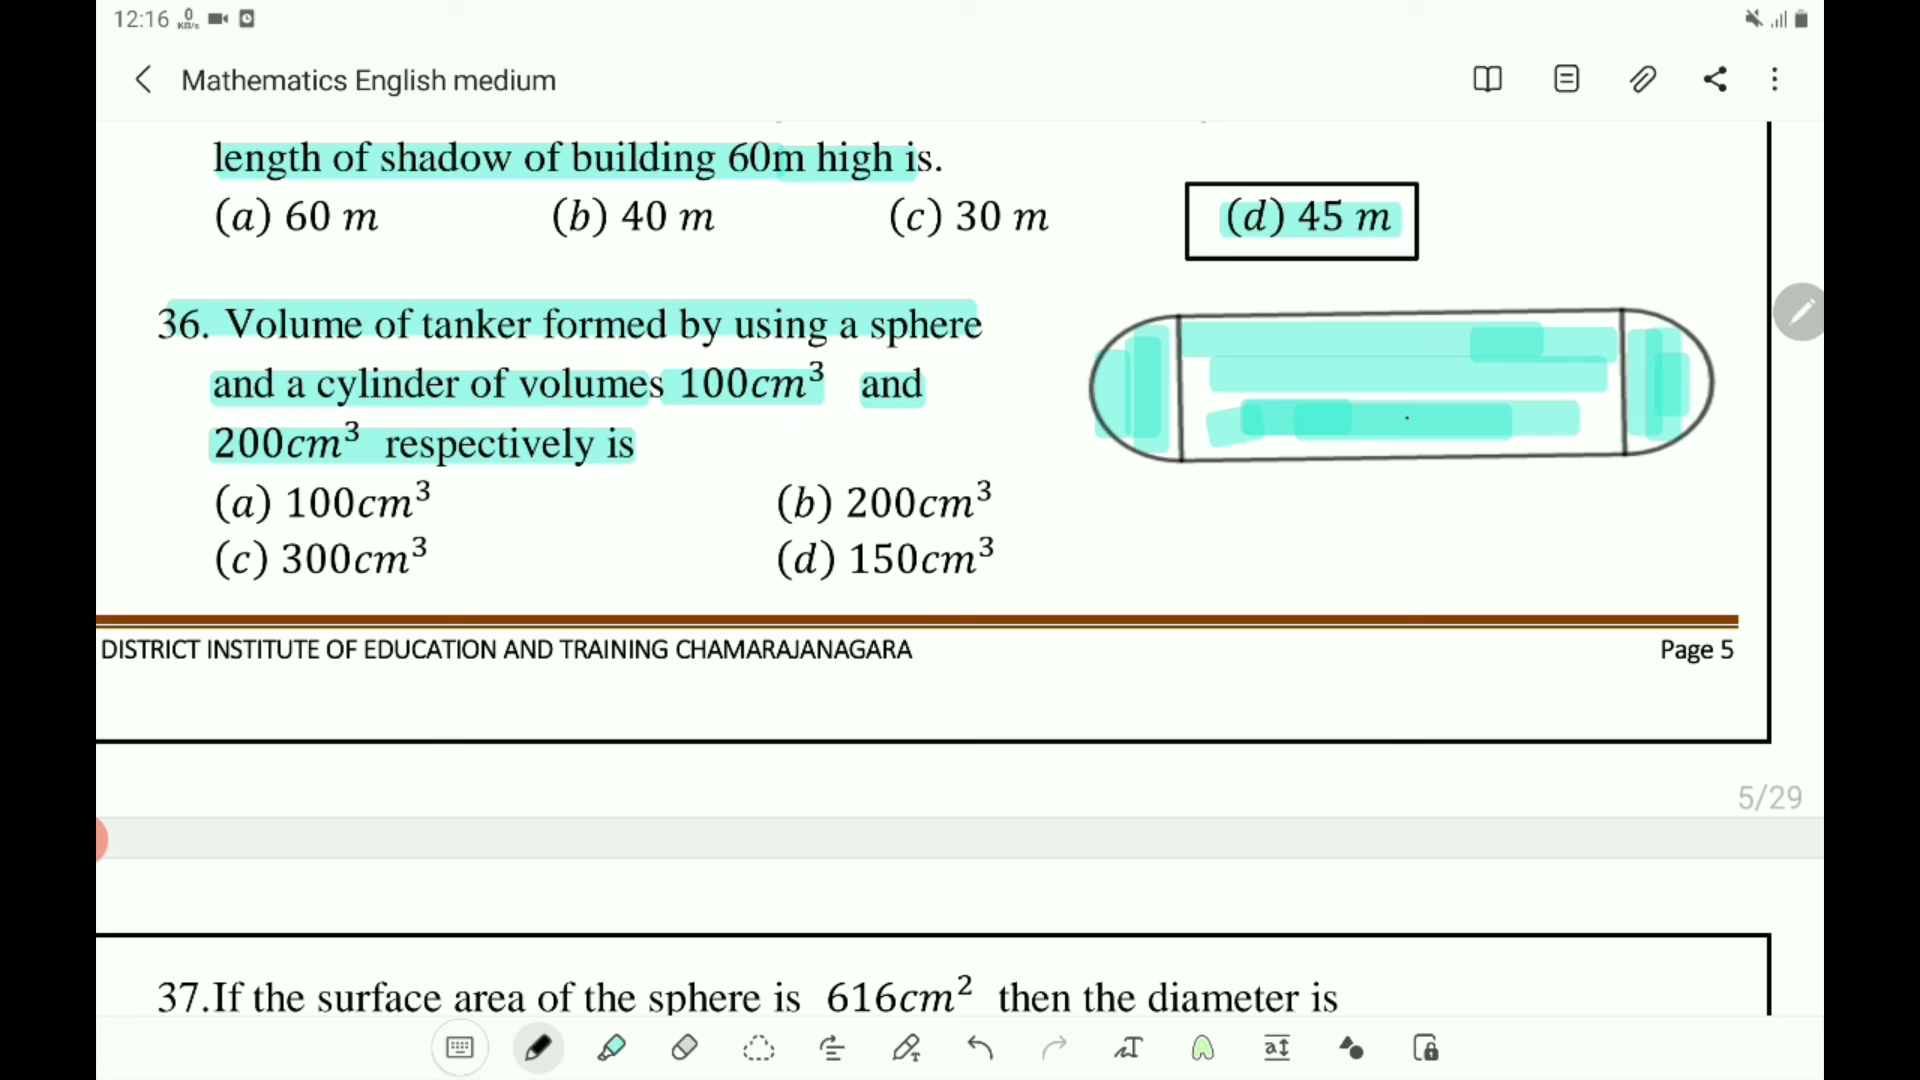 12:16 0 KB/s
Mathematics English medium
length of shadow of building 60m high is.
(a) 60 m (b) 40 m (c) 30 m (d) 45 m
36. Volume of tanker formed by using a sphere
and a cylinder of volumes 100cm³ and
200cm³ respectively is
(a) 100cm³ (b) 200cm³
(c) 300cm³ (d) 150cm³
DISTRICT INSTITUTE OF EDUCATION AND TRAINING CHAMARAJANAGARA Page 5
5/29
37.If the surface area of the sphere is 616cm² then the diameter is